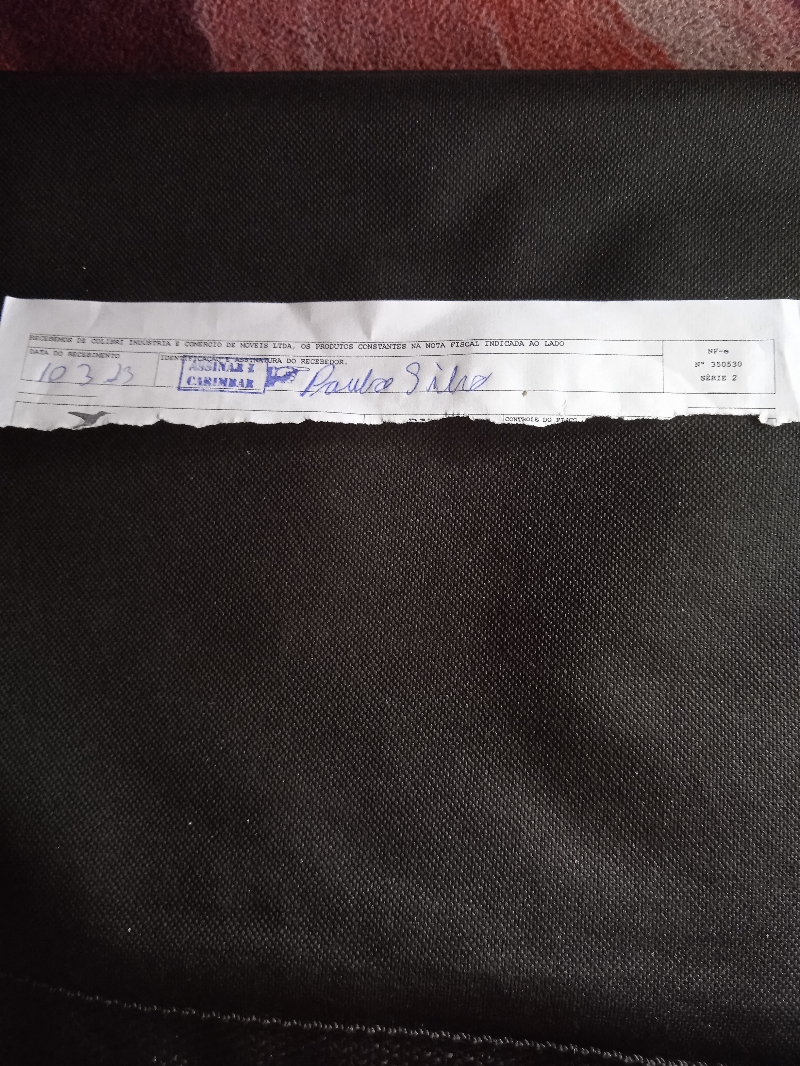 RECEBEMOS DE COLIBRI INDUSTRIA E COMERCIO DE MOVEIS LTDA, OS PRODUTOS CONSTANTES NA NOTA FISCAL INDICADA AO LADO
DATA DO RECEBIMENTO
IDENTIFICAÇÃO E ASSINATURA DO RECEBEDOR.
10 3 23
ASSINAR E
CARIMBAR
Paulo Silva
NF-e
N° 350530
SÉRIE 2
CONTROLE DO FISCO